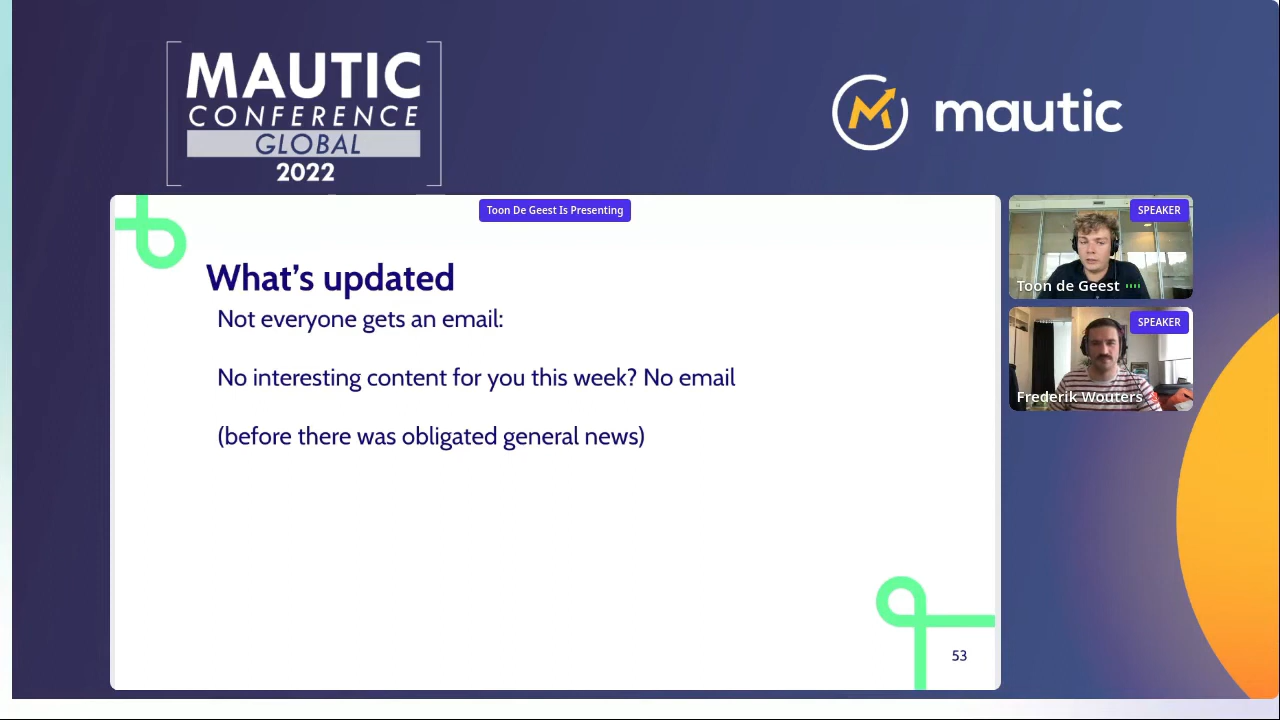 MAUTIC
CONFERENCE
GLOBAL
2022
mautic
Toon De Geest Is Presenting
What's updated
Not everyone gets an email:
No interesting content for you this week? No email
(before there was obligated general news)
53
SPEAKER
Toon de Geest
SPEAKER
Frederik Wouters